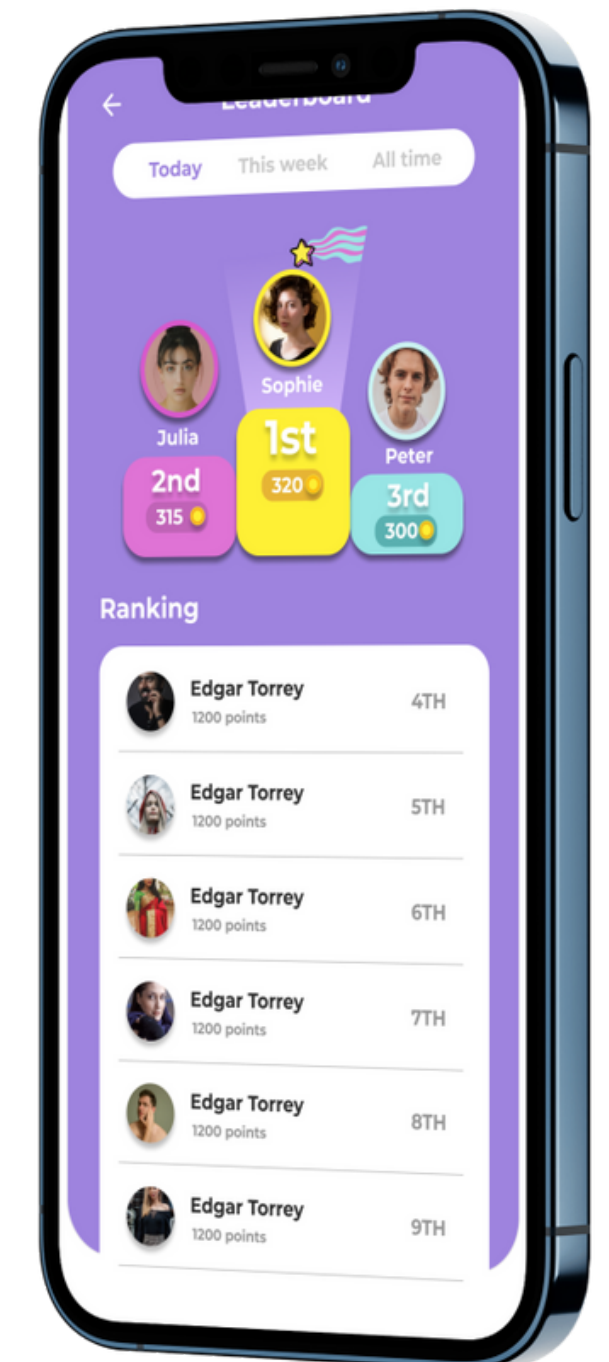 Leaderboard
Today This week All time
Sophie
Julia
1st
Peter
2nd
320
3rd
315
300
Ranking
Edgar Torrey
1200 points
4TH
Edgar Torrey
1200 points
5TH
Edgar Torrey
1200 points
6TH
Edgar Torrey
1200 points
7TH
Edgar Torrey
1200 points
8TH
Edgar Torrey
1200 points
9TH